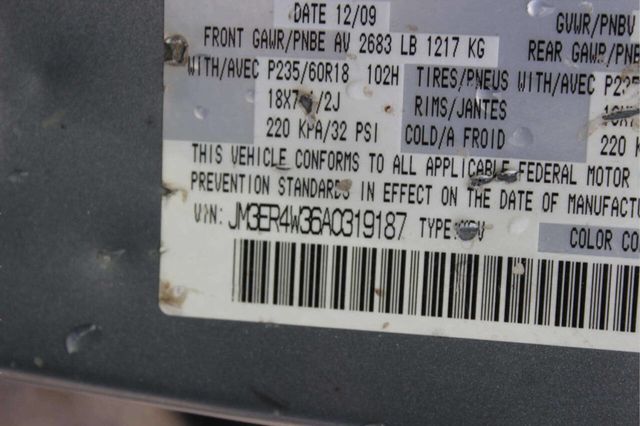 DATE 12/09
GVWR/PNBV
FRONT GAWR/PNBE AV 2683 LB 1217 KG
REAR GAWR/PNB
WITH/AVEC P235/60R18 102H TIRES/PNEUS WITH/AVEC
RIMS/JANTES
220 KPA/32 PSI COLD/A FROID 220
THIS VEHICLE CONFORMS TO ALL APPLICABLE FEDERAL MOTOR
PREVENTION STANDARDS IN EFFECT ON THE DATE OF MANUFACT
VIN: JM3ER4W36A0319187 TYPE:
COLOR CO